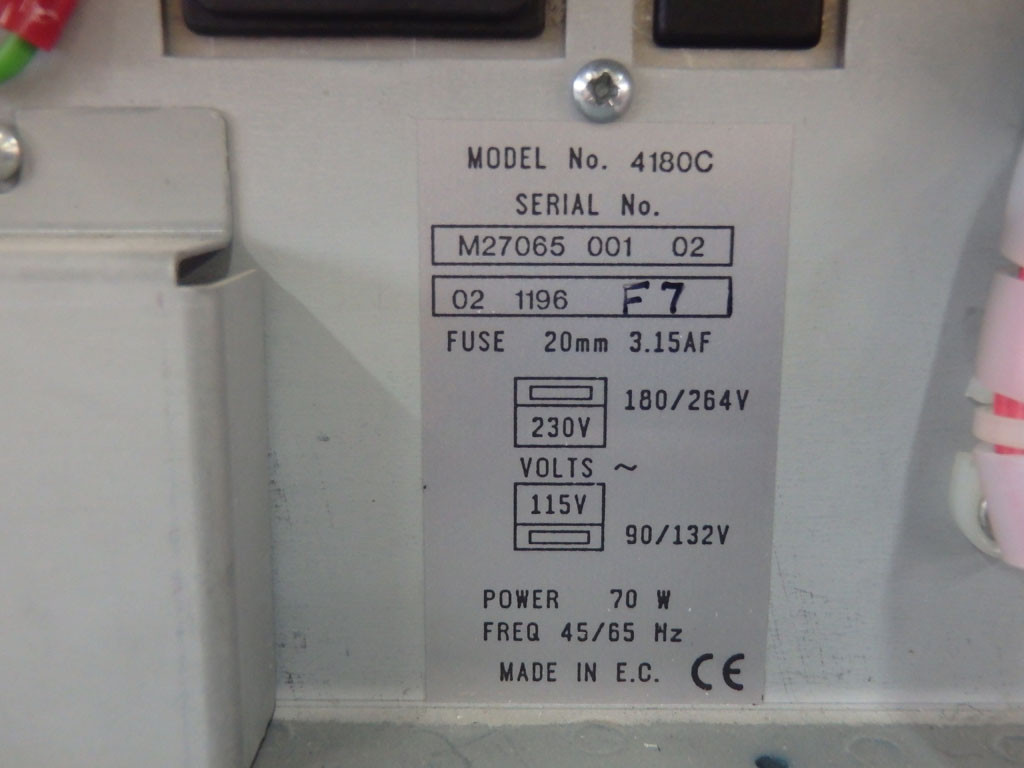 MODEL No. 4180C
SERIAL No.
M27065 001 02
02 1196 F7
FUSE 20mm 3.15AF
180/264V
230V
VOLTS ~
115V
90/132V
POWER 70 W
FREQ 45/65 Hz
MADE IN E.C. CE